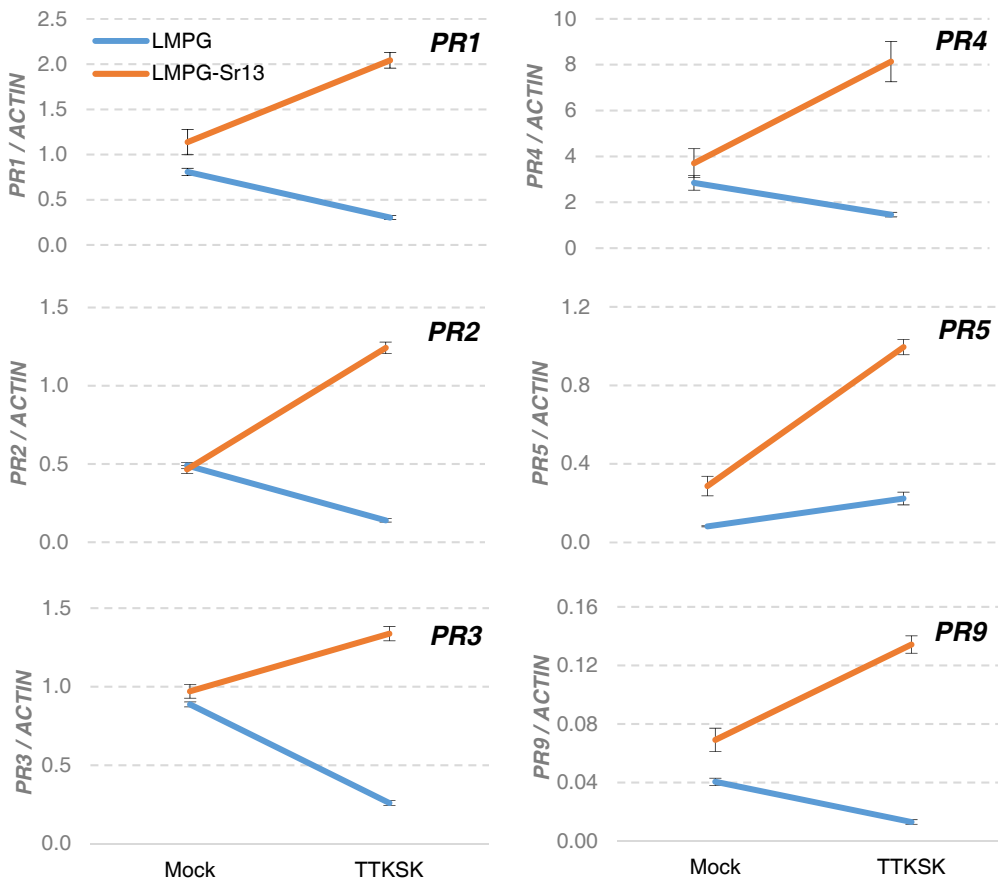 PR1
LMPG
LMPG-Sr13
PR1 / ACTIN
2.5
2.0
1.5
1.0
0.5
0.0
PR4
PR4 / ACTIN
10
8
6
4
2
0
PR2
PR2 / ACTIN
1.5
1.0
0.5
0.0
PR5
PR5 / ACTIN
1.2
0.8
0.4
0.0
PR3
PR3 / ACTIN
1.5
1.0
0.5
0.0
Mock TTKSK
PR9
PR9 / ACTIN
0.16
0.12
0.08
0.04
0.00
Mock TTKSK